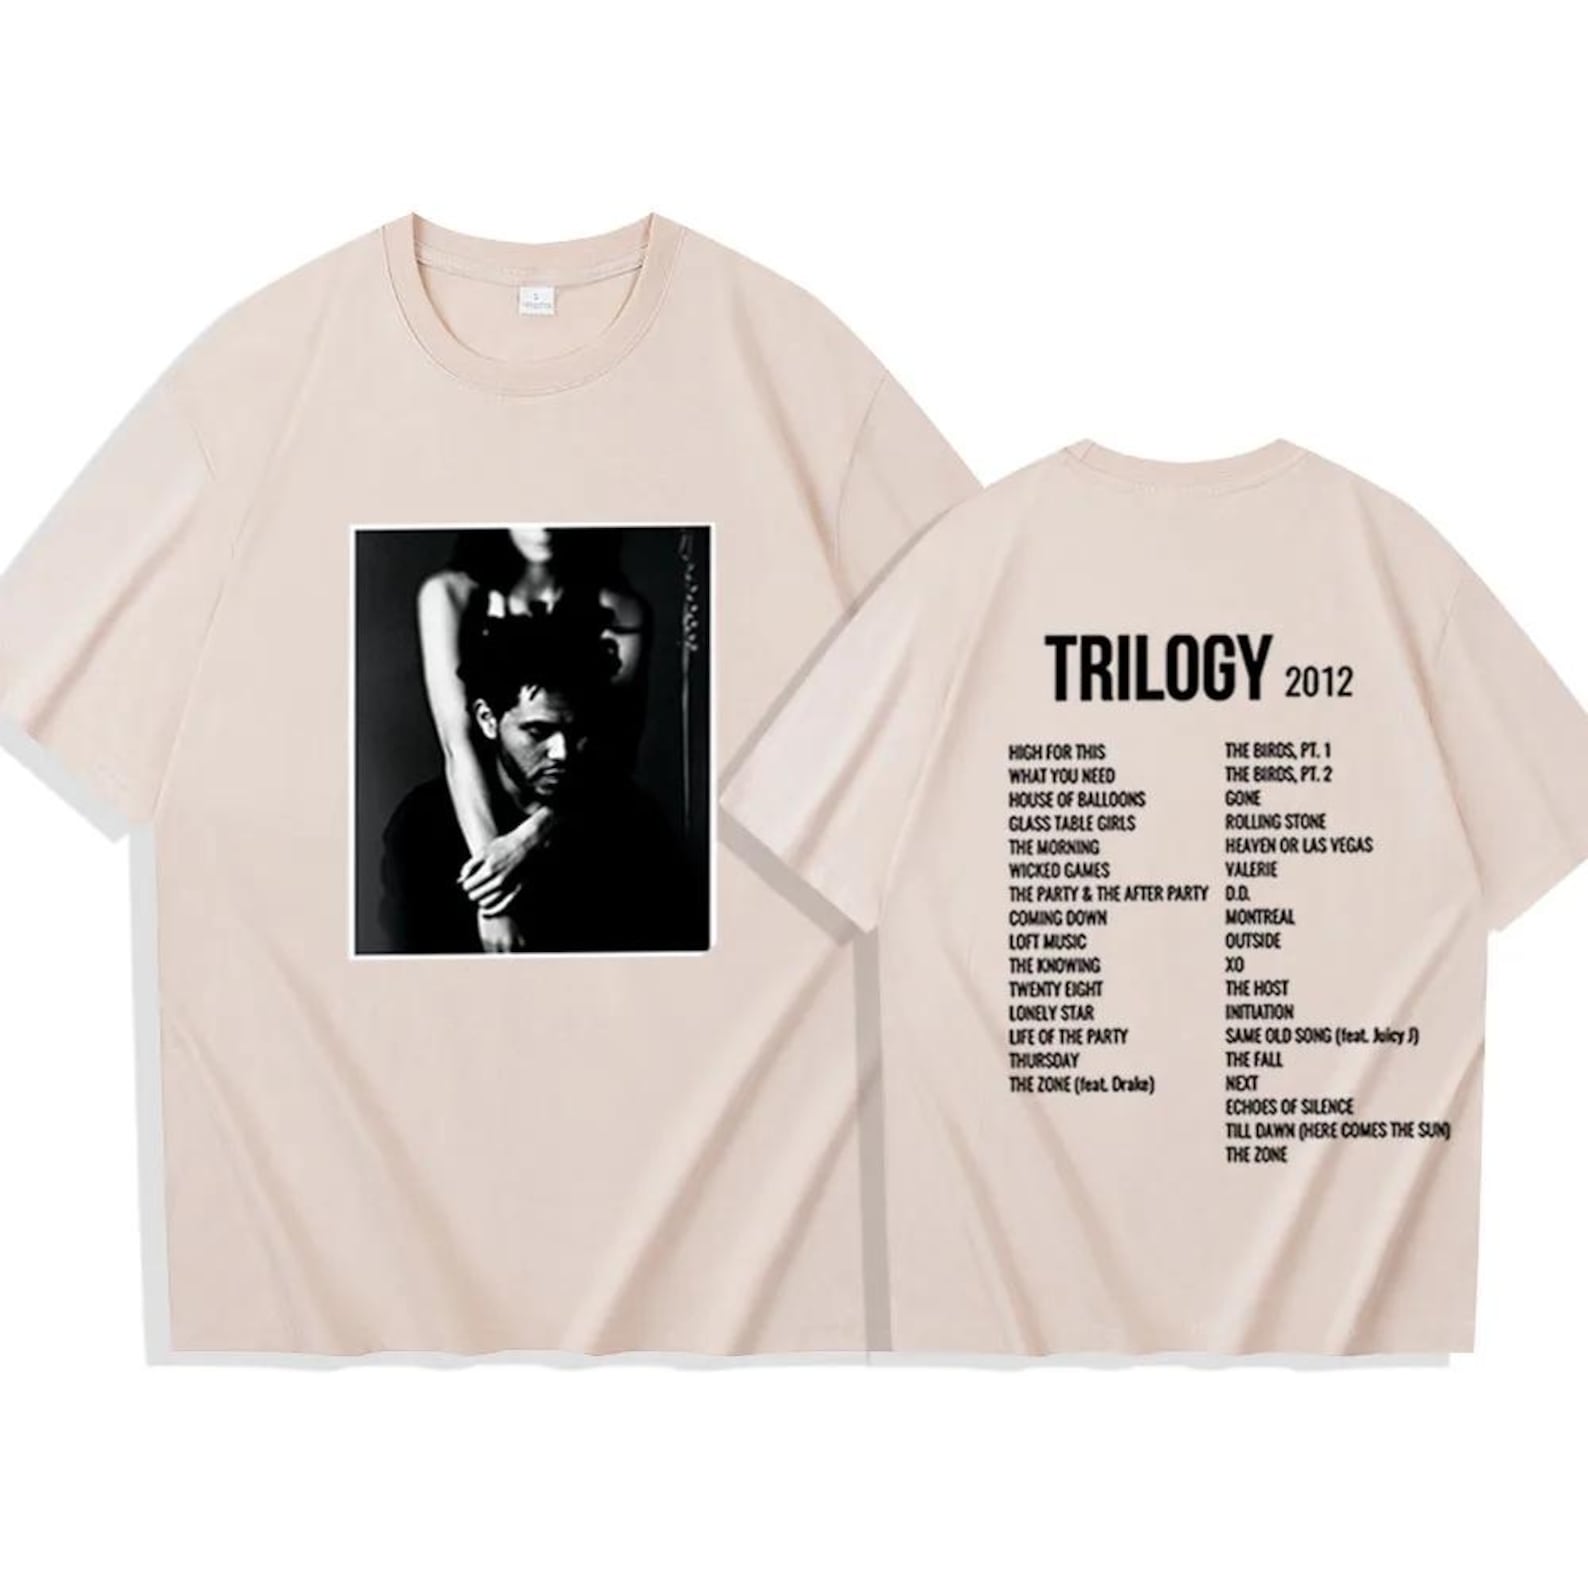 TRILOGY 2012
HIGH FOR THIS
WHAT YOU NEED
HOUSE OF BALLOONS
GLASS TABLE GIRLS
THE MORNING
WICKED GAMES
THE PARTY & THE AFTER PARTY
COMING DOWN
LOFT MUSIC
THE KNOWING
TWENTY EIGHT
LONELY STAR
LIFE OF THE PARTY
THURSDAY
THE ZONE (feat. Drake)
THE BIRDS, PT. 1
THE BIRDS, PT. 2
GONE
ROLLING STONE
HEAVEN OR LAS VEGAS
VALERIE
D.D.
MONTREAL
OUTSIDE
XO
THE HOST
INITIATION
SAME OLD SONG (feat. Juicy J)
THE FALL
NEXT
ECHOES OF SILENCE
TILL DAWN (HERE COMES THE SUN)
THE ZONE